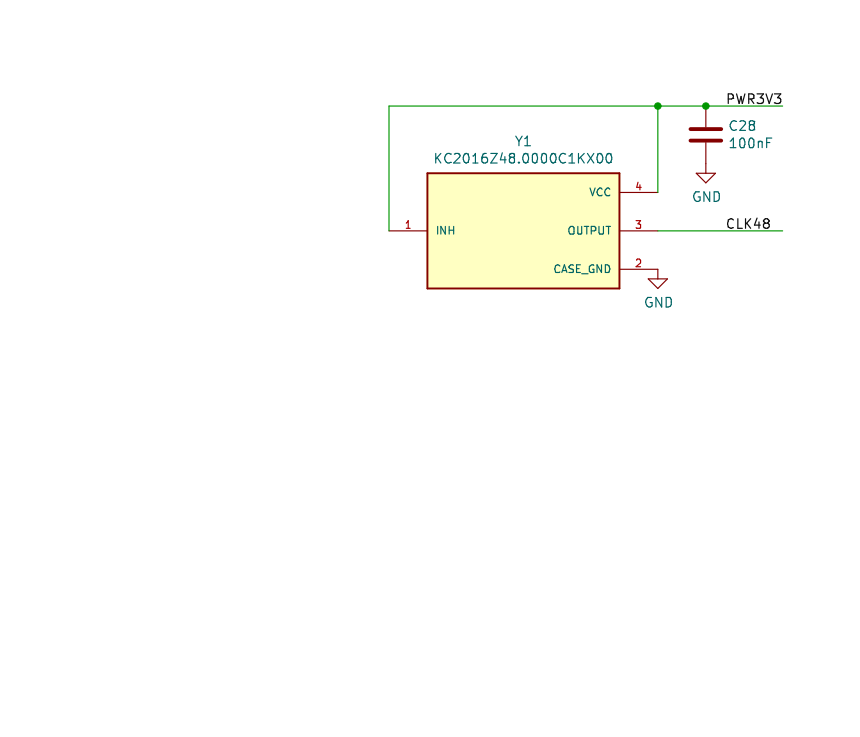 PWR3V3
C28
100nF
GND
Y1
KC2016Z48.0000C1KX00
VCC
4
1
INH
OUTPUT
3
CLK48
CASE_GND
2
GND